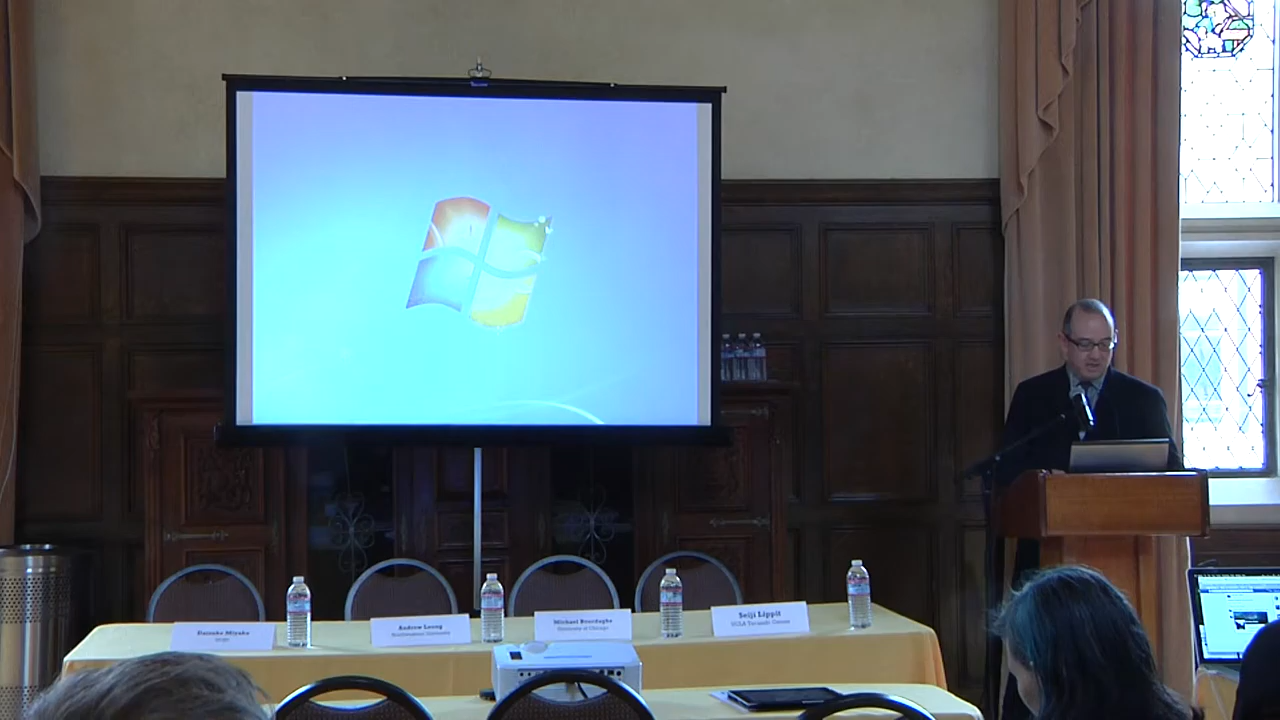 Daisuke Miyao
Andrew Leong
Northwestern University
Michael Bourdaghs
University of Chicago
Seiji Lippit
UCLA Terasaki Center